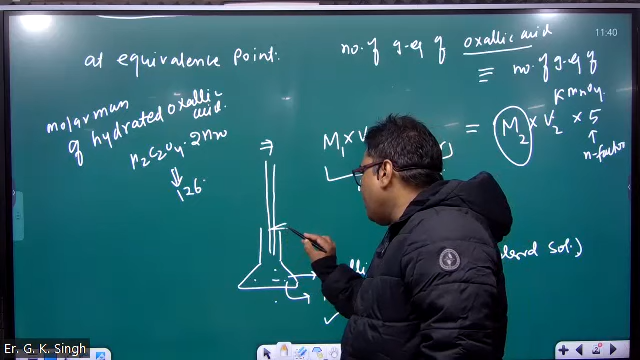 11:40
at equivalence point.
no. of g-eq of oxallic acid
≡ no. of g-eq of
KMnO4.
molar mass
of hydrated oxallic
acid.
H2C2O4.2H2O
⇓
126.
⇒
M1 × V
= M2 × V2 × 5
↑
n-factor
Sol.)
✓
Er. G. K. Singh